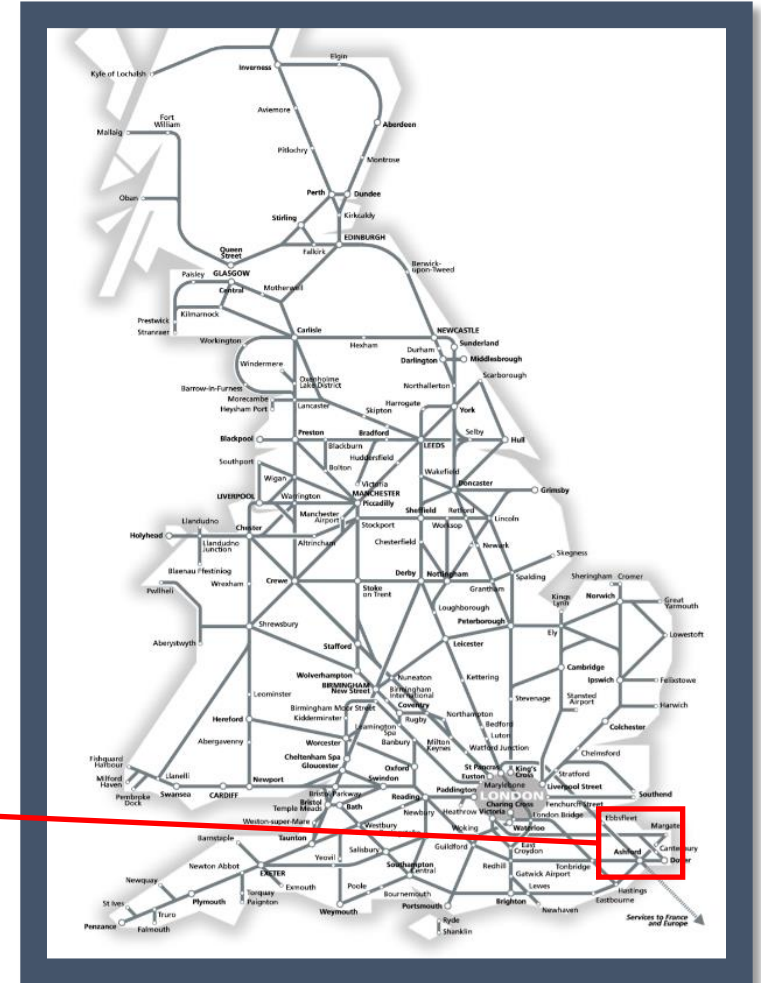 Elgin
Inverness
Kyle of Lochalsh
Aviemore
Fort
William
Mallaig
Aberdeen
Pitlochry
Montrose
Perth
Dundee
Oban
Kirkcaldy
Stirling
EDINBURGH
Queen
Street
Falkirk
Berwick-
upon-Tweed
Paisley
GLASGOW
Central
Motherwell
Kilmarnock
Prestwick
Stranraer
Carlisle
NEWCASTLE
Workington
Hexham
Sunderland
Durham
Darlington
Middlesbrough
Windermere
Scarborough
Oxenholme
Lake District
Barrow-in-Furness
Northallerton
Morecambe
Heysham Port
Lancaster
Harrogate
York
Skipton
Blackpool
Preston
Bradford
LEEDS
Selby
Hull
Blackburn
Huddersfield
Southport
Bolton
Wakefield
Wigan
Victoria
Doncaster
Grimsby
LIVERPOOL
Warrington
MANCHESTER
Piccadilly
Manchester
Airport
Sheffield
Retford
Llandudno
Stockport
Worksop
Lincoln
Holyhead
Chester
Llandudno
Junction
Altrincham
Chesterfield
Newark
Skegness
Blaenau Ffestiniog
Pwllheli
Wrexham
Crewe
Stoke
on Trent
Derby
Nottingham
Grantham
Spalding
Sheringham
Cromer
Kings
Lynn
Norwich
Great
Yarmouth
Loughborough
Peterborough
Shrewsbury
Aberystwyth
Stafford
Leicester
Ely
Lowestoft
Wolverhampton
BIRMINGHAM
New Street
Nuneaton
Birmingham
International
Kettering
Cambridge
Ipswich
Felixstowe
Leominster
Birmingham Moor Street
Coventry
Stevenage
Stansted
Airport
Harwich
Hereford
Kidderminster
Rugby
Northampton
Leamington
Spa
Bedford
Colchester
Abergavenny
Worcester
Banbury
Milton
Keynes
Luton
Watford Junction
Chelmsford
Cheltenham Spa
Gloucester
Oxford
St Pancras
Euston
King's
Cross
Stratford
Fishguard
Harbour
Milford
Haven
Pembroke
Dock
Llanelli
Swansea
CARDIFF
Newport
Bristol Parkway
Swindon
Marylebone
Liverpool Street
Paddington
LONDON
Southend
Bristol
Temple Meads
Bath
Reading
Charing Cross
Fenchurch Street
Newbury
Heathrow
Victoria
London Bridge
Ebbsfleet
Weston-super-Mare
Westbury
Woking
Waterloo
Margate
Barnstaple
Taunton
Salisbury
Guildford
East
Croydon
Canterbury
Ashford
Dover
Yeovil
Southampton
Central
Redhill
Tonbridge
Newton Abbot
EXETER
Gatwick Airport
Newquay
Exmouth
Poole
Bournemouth
Lewes
Hastings
Eastbourne
St Ives
Truro
Plymouth
Torquay
Paignton
Weymouth
Portsmouth
Brighton
Newhaven
Penzance
Falmouth
Ryde
Shanklin
Services to France
and Europe